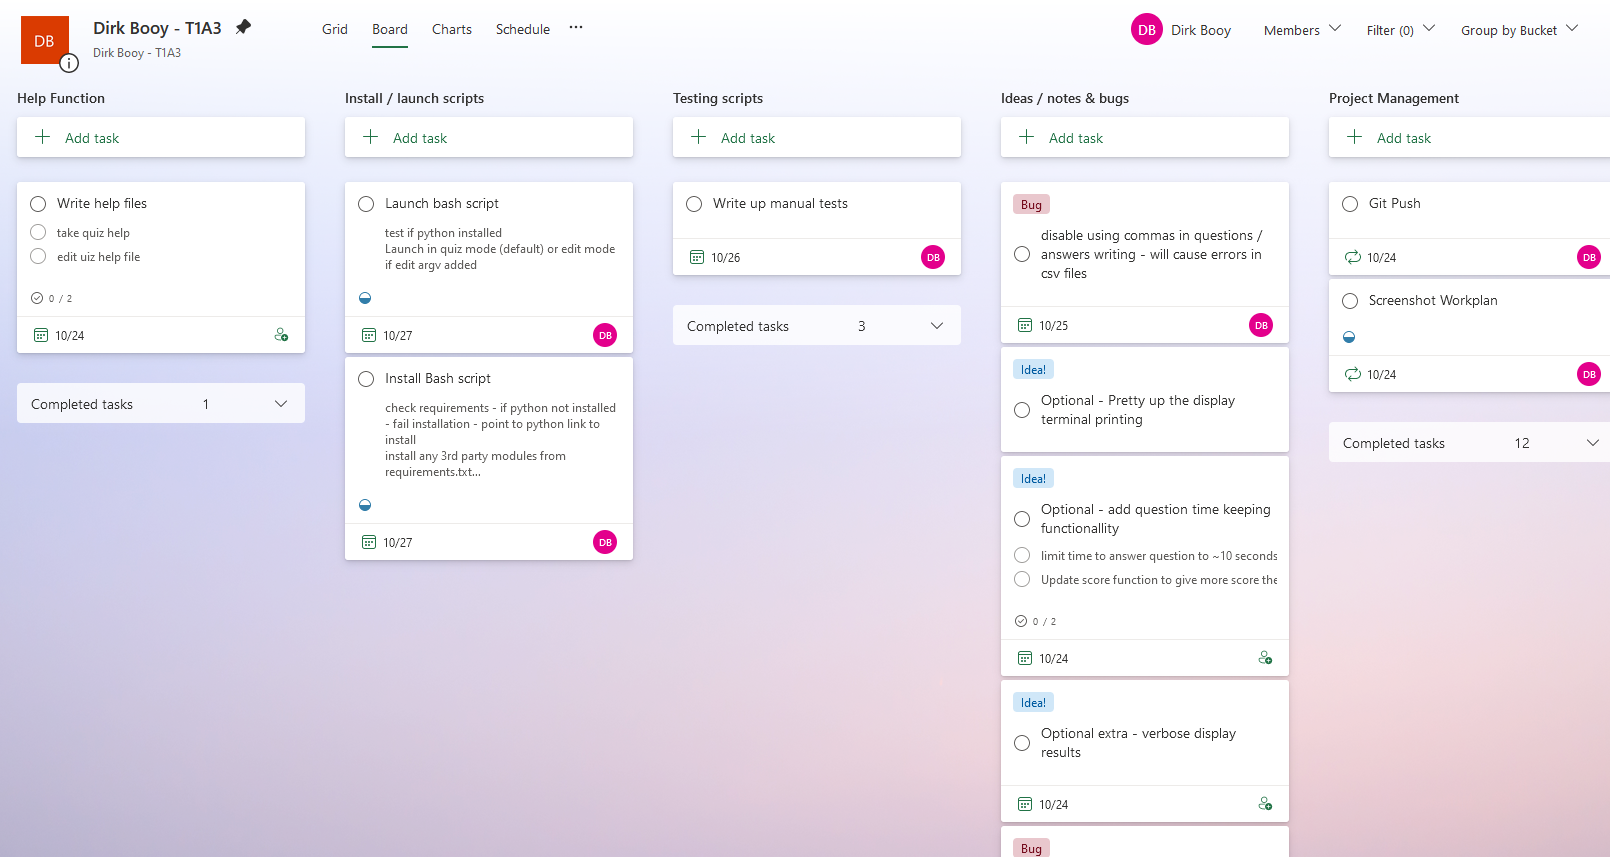 DB
Dirk Booy - T1A3
Dirk Booy - T1A3
Grid
Board
Charts
Schedule
DB
Dirk Booy
Members
Filter (0)
Group by Bucket
Help Function
Add task
Write help files
take quiz help
edit uiz help file
0 / 2
10/24
Completed tasks
1
Install / launch scripts
Add task
Launch bash script
test if python installed
Launch in quiz mode (default) or edit mode
if edit argv added
10/27
DB
Install Bash script
check requirements - if python not installed
- fail installation - point to python link to
install
install any 3rd party modules from
requirements.txt...
10/27
DB
Testing scripts
Add task
Write up manual tests
10/26
DB
Completed tasks
3
Ideas / notes & bugs
Add task
Bug
disable using commas in questions /
answers writing - will cause errors in
csv files
10/25
DB
Idea!
Optional - Pretty up the display
terminal printing
Idea!
Optional - add question time keeping
functionallity
limit time to answer question to ~10 seconds
Update score function to give more score the
0 / 2
10/24
Idea!
Optional extra - verbose display
results
10/24
Bug
Project Management
Add task
Git Push
10/24
DB
Screenshot Workplan
10/24
DB
Completed tasks
12